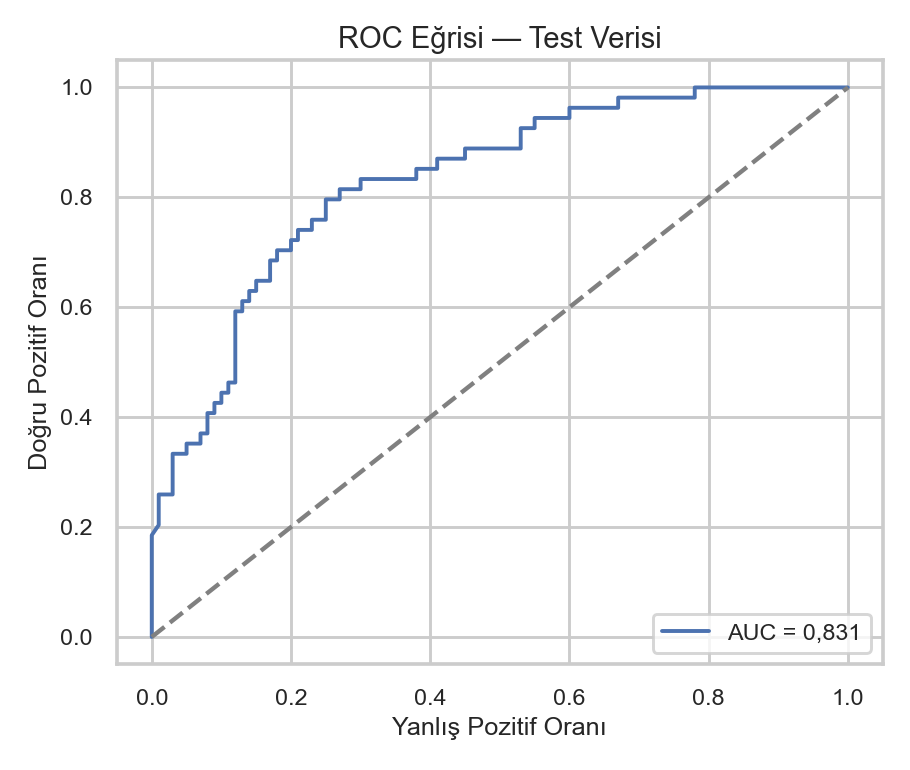 ROC Eğrisi — Test Verisi
Doğru Pozitif Oranı
1.0
0.8
0.6
0.4
0.2
0.0
AUC = 0,831
0.0 0.2 0.4 0.6 0.8 1.0
Yanlış Pozitif Oranı